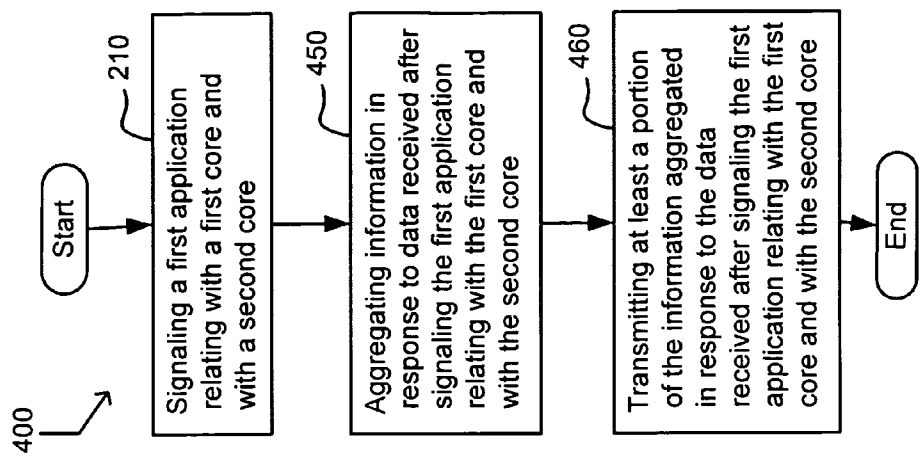 400
Start
210
Signaling a first application
relating with a first core and
with a second core
450
Aggregating information in
response to data received after
signaling the first application
relating with the first core and
with the second core
460
Transmitting at least a portion
of the information aggregated
in response to the data
received after signaling the first
application relating with the first
core and with the second core
End